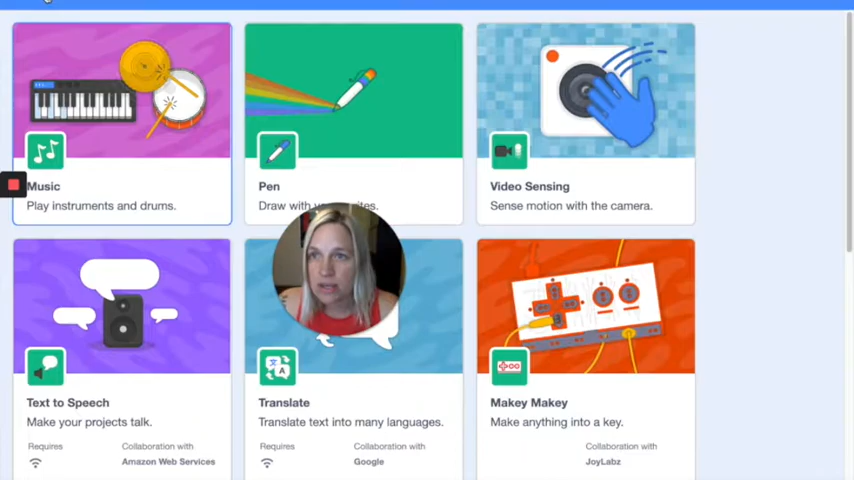 Music
Play instruments and drums.
Pen
Draw with your sprites.
Video Sensing
Sense motion with the camera.
Text to Speech
Make your projects talk.
Requires
Collaboration with
Amazon Web Services
Translate
Translate text into many languages.
Requires
Collaboration with
Google
Makey Makey
Make anything into a key.
Collaboration with
JoyLabz